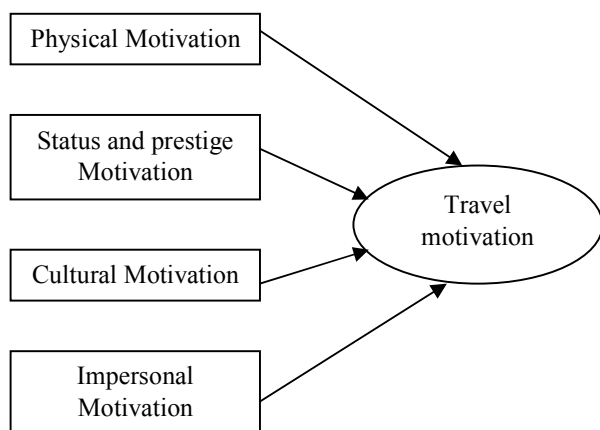 Physical Motivation
Status and prestige
Motivation
Travel
motivation
Cultural Motivation
Impersonal
Motivation